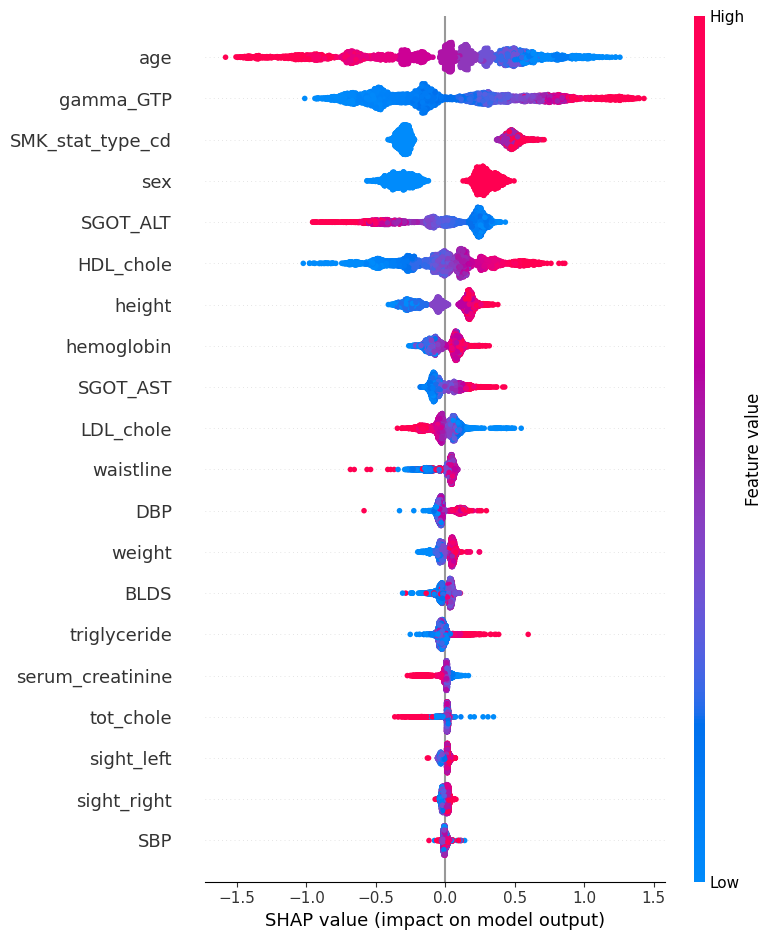 High
age
gamma_GTP
SMK_stat_type_cd
sex
SGOT_ALT
HDL_chole
height
hemoglobin
SGOT_AST
LDL_chole
waistline
DBP
weight
BLDS
triglyceride
serum_creatinine
tot_chole
sight_left
sight_right
SBP
Feature value
Low
−1.5 −1.0 −0.5 0.0 0.5 1.0 1.5
SHAP value (impact on model output)